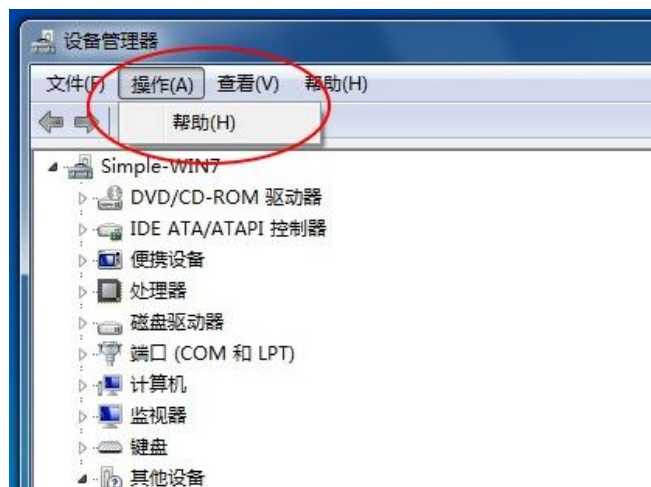 设备管理器
文件(F) 操作(A) 查看(V) 帮助(H)
帮助(H)
Simple-WIN7
DVD/CD-ROM 驱动器
IDE ATA/ATAPI 控制器
便携设备
处理器
磁盘驱动器
端口 (COM 和 LPT)
计算机
监视器
键盘
其他设备